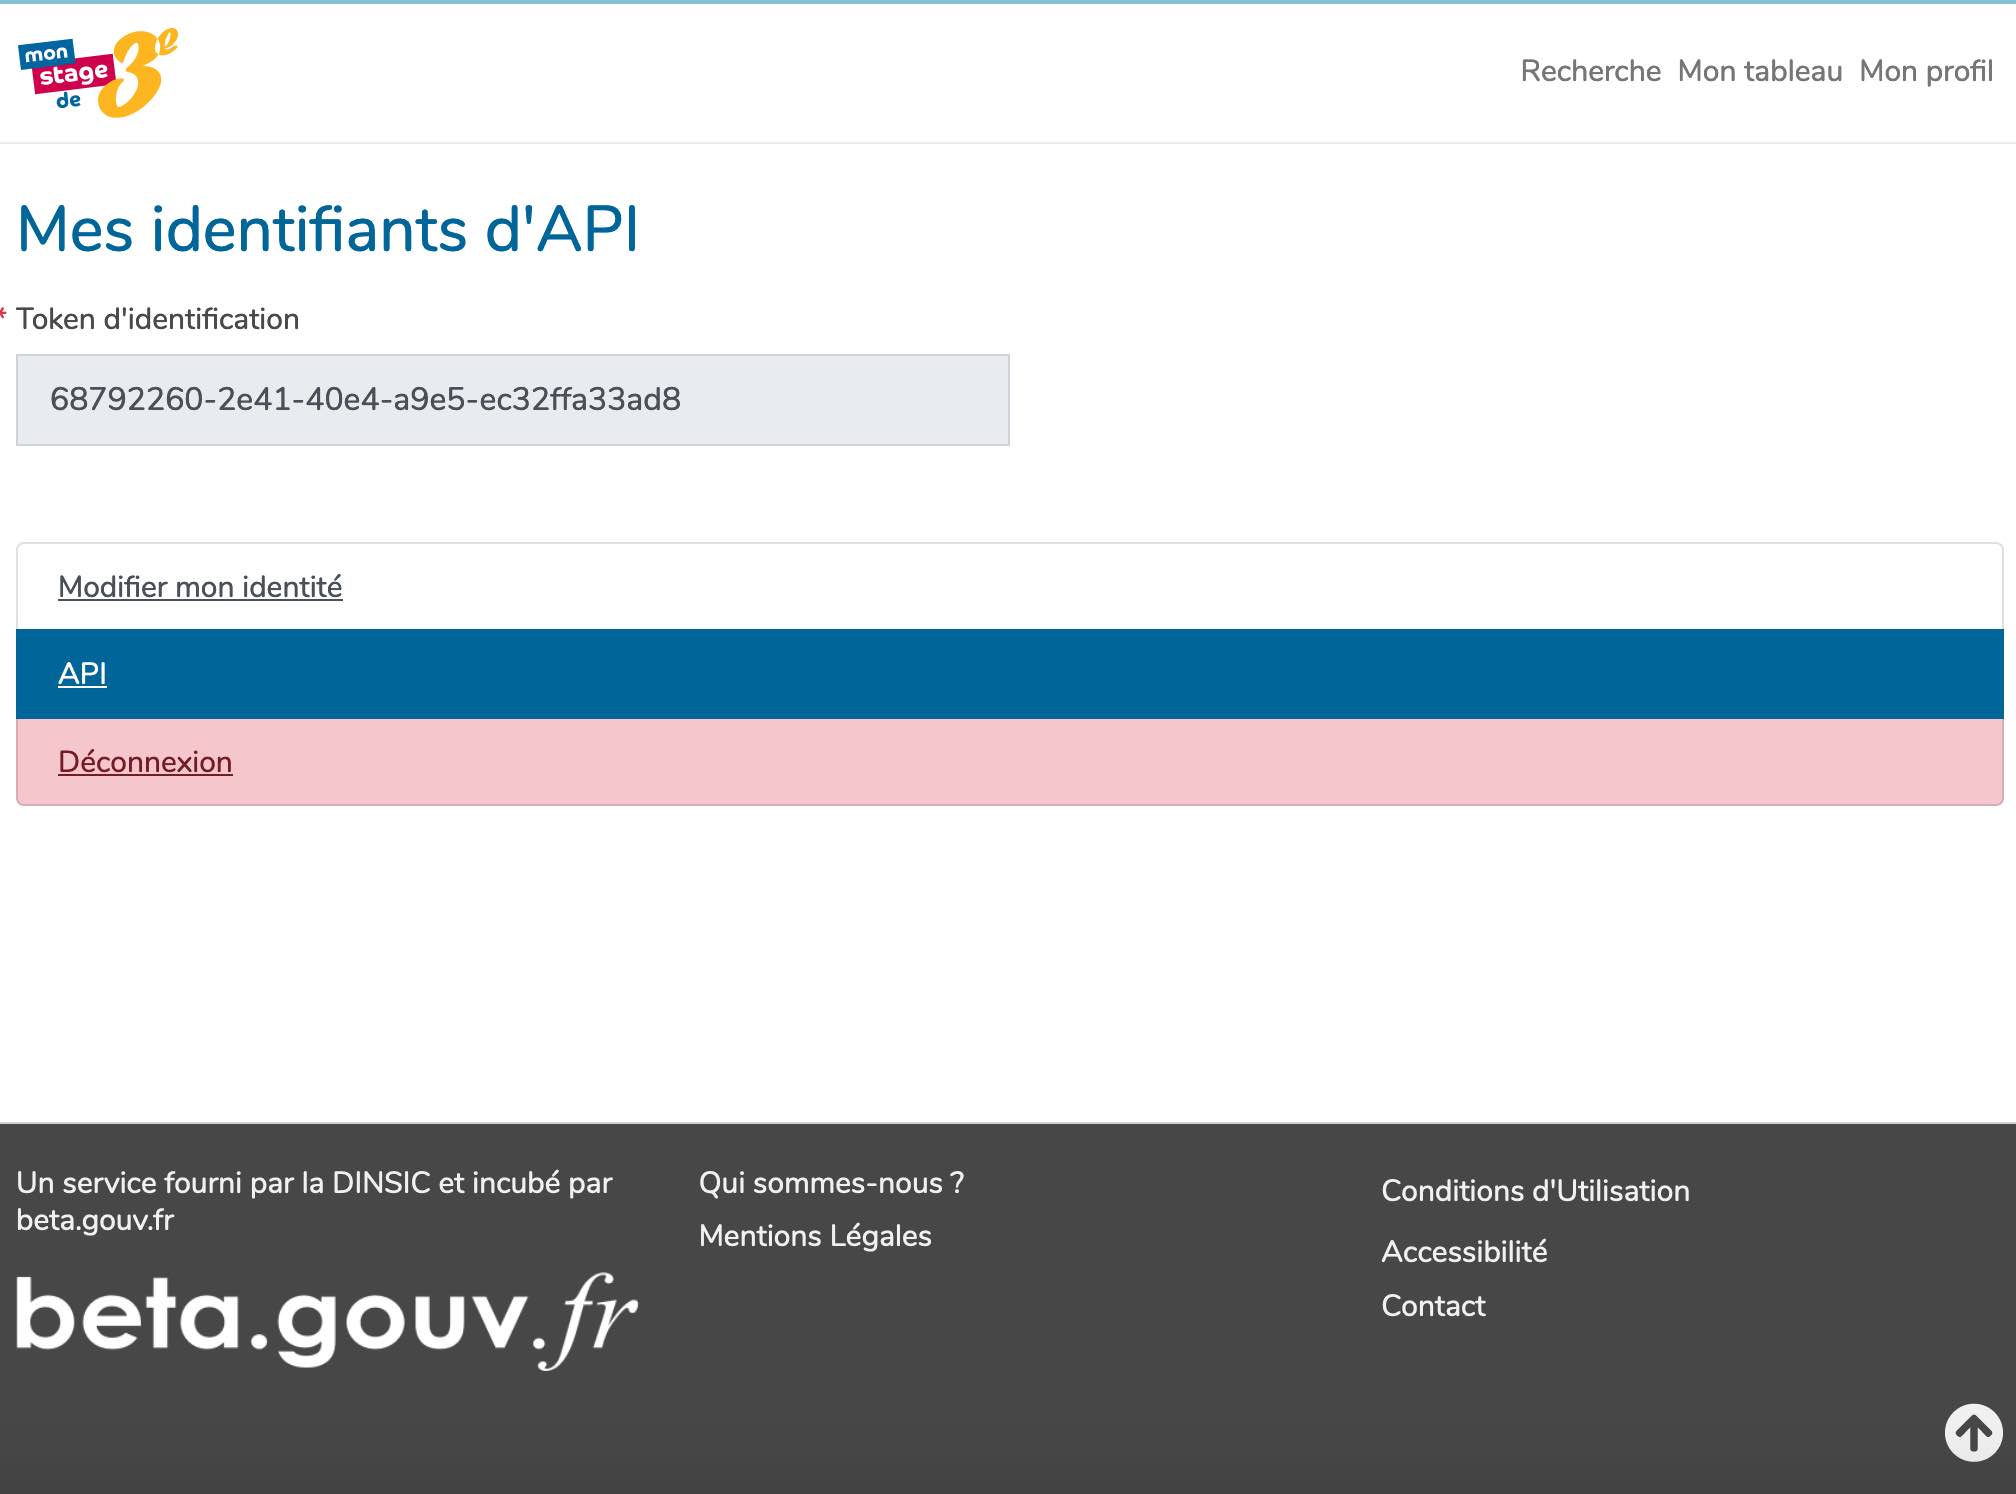 mon
stage
de
3e
Recherche Mon tableau Mon profil
Mes identifiants d'API
* Token d'identification
68792260-2e41-40e4-a9e5-ec32ffa33ad8
Modifier mon identité
API
Déconnexion
Un service fourni par la DINSIC et incubé par
beta.gouv.fr
beta.gouv.fr
Qui sommes-nous ?
Mentions Légales
Conditions d'Utilisation
Accessibilité
Contact